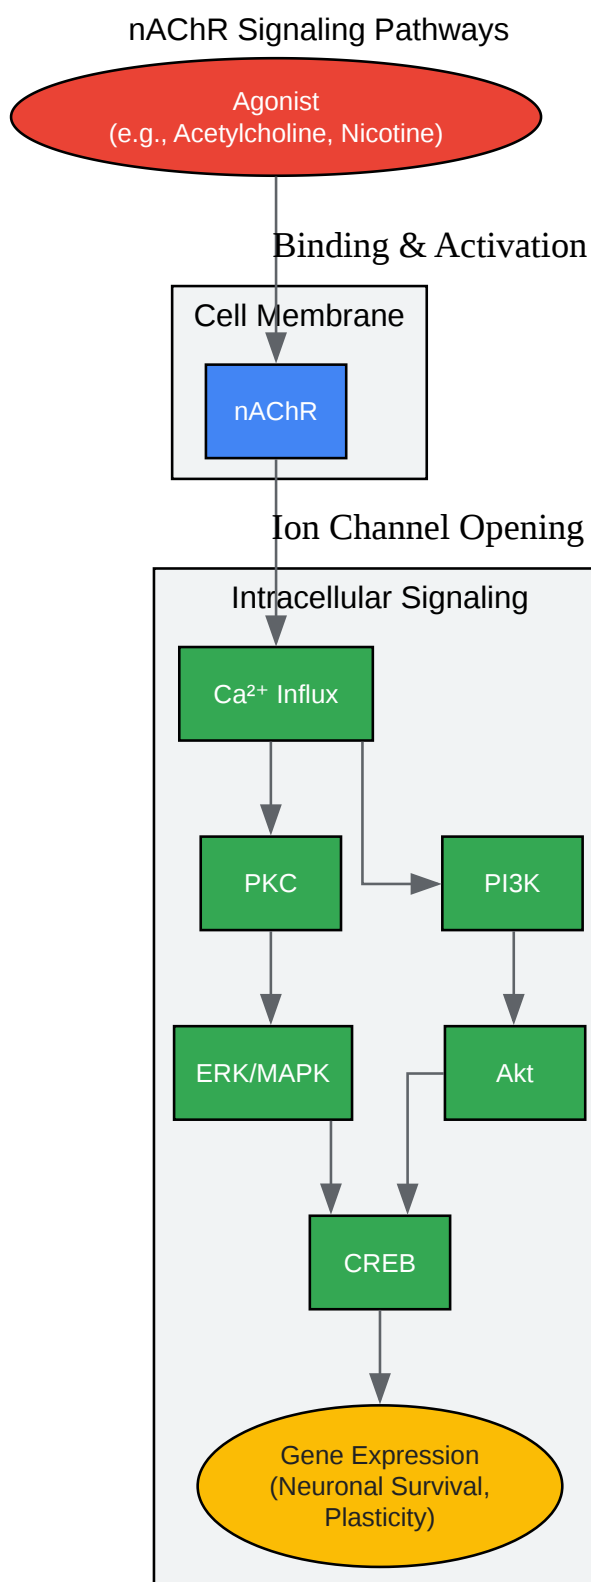 nAChR Signaling Pathways
Agonist
(e.g., Acetylcholine, Nicotine)
Binding & Activation
Cell Membrane
nAChR
Ion Channel Opening
Intracellular Signaling
Ca²⁺ Influx
PKC
PI3K
ERK/MAPK
Akt
CREB
Gene Expression
(Neuronal Survival,
Plasticity)